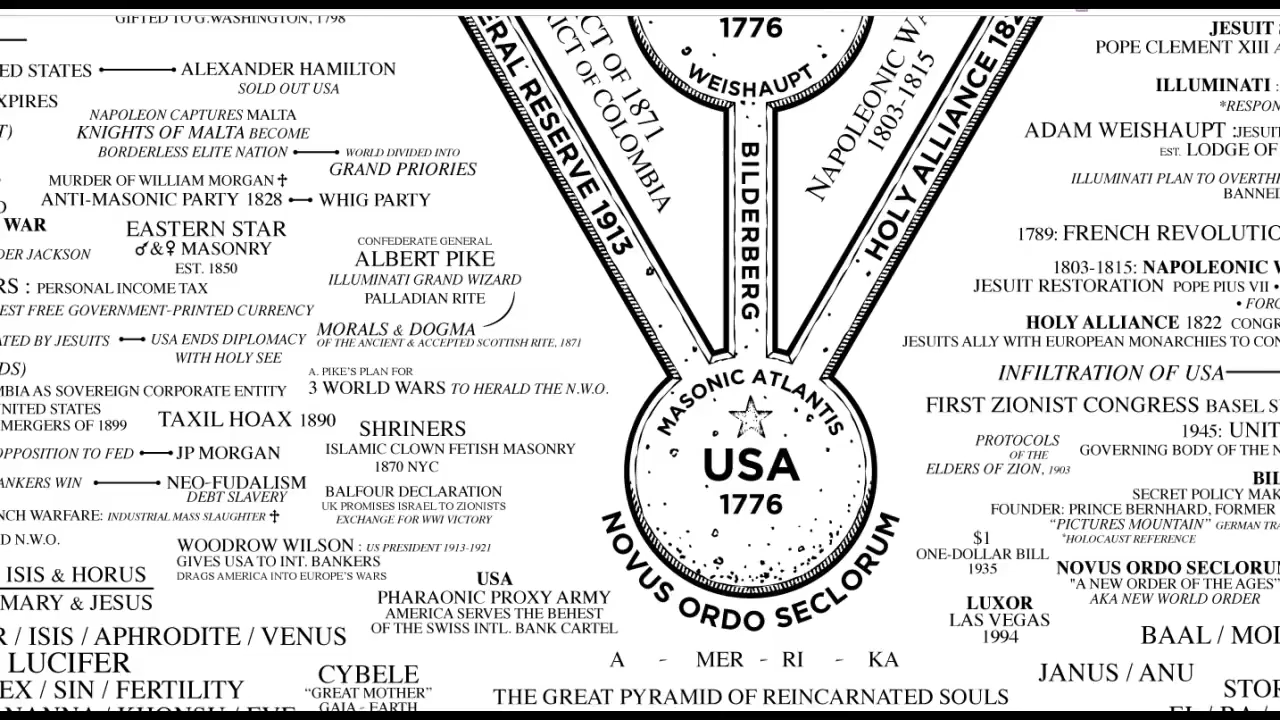 GIFTED TO G.WASHINGTON, 1798
ED STATES
ALEXANDER HAMILTON
SOLD OUT USA
XPIRES
NAPOLEON CAPTURES MALTA
T)
KNIGHTS OF MALTA BECOME
BORDERLESS ELITE NATION
WORLD DIVIDED INTO
GRAND PRIORIES
MURDER OF WILLIAM MORGAN ✝
ANTI-MASONIC PARTY 1828
WHIG PARTY
WAR
EASTERN STAR
♂&♀ MASONRY
EST. 1850
DER JACKSON
CONFEDERATE GENERAL
ALBERT PIKE
ILLUMINATI GRAND WIZARD
PALLADIAN RITE
RS : PERSONAL INCOME TAX
EST FREE GOVERNMENT-PRINTED CURRENCY
MORALS & DOGMA
OF THE ANCIENT & ACCEPTED SCOTTISH RITE, 1871
ATED BY JESUITS
USA ENDS DIPLOMACY
WITH HOLY SEE
DS)
A. PIKE'S PLAN FOR
3 WORLD WARS TO HERALD THE N.W.O.
MBIA AS SOVEREIGN CORPORATE ENTITY
UNITED STATES
MERGERS OF 1899
TAXIL HOAX 1890
SHRINERS
ISLAMIC CLOWN FETISH MASONRY
1870 NYC
OPPOSITION TO FED
JP MORGAN
ANKERS WIN
NEO-FUDALISM
DEBT SLAVERY
BALFOUR DECLARATION
UK PROMISES ISRAEL TO ZIONISTS
EXCHANGE FOR WWI VICTORY
NCH WARFARE: INDUSTRIAL MASS SLAUGHTER ✝
D N.W.O.
WOODROW WILSON : US PRESIDENT 1913-1921
GIVES USA TO INT. BANKERS
DRAGS AMERICA INTO EUROPE'S WARS
ISIS & HORUS
MARY & JESUS
USA
PHARAONIC PROXY ARMY
AMERICA SERVES THE BEHEST
OF THE SWISS INTL. BANK CARTEL
R / ISIS / APHRODITE / VENUS
LUCIFER
EX / SIN / FERTILITY
NANNA / KHONSU / EVE
CYBELE
"GREAT MOTHER"
GAIA - EARTH
ERAL RESERVE 1913
CT OF 1871
RICT OF COLOMBIA
1776
WEISHAUPT
BILDERBERG
NAPOLEONIC WA
1803-1815
HOLY ALLIANCE 182
MASONIC ATLANTIS
USA
1776
NOVUS ORDO SECLORUM
A - MER - RI - KA
THE GREAT PYRAMID OF REINCARNATED SOULS
JESUIT
POPE CLEMENT XIII A
ILLUMINATI :
*RESPON
ADAM WEISHAUPT :JESUIT
EST. LODGE OF
ILLUMINATI PLAN TO OVERTH
BANNED
1789: FRENCH REVOLUTIO
1803-1815: NAPOLEONIC W
JESUIT RESTORATION POPE PIUS VII •
• FORC
HOLY ALLIANCE 1822 CONGR
JESUITS ALLY WITH EUROPEAN MONARCHIES TO CON
INFILTRATION OF USA
FIRST ZIONIST CONGRESS BASEL S
1945: UNIT
GOVERNING BODY OF THE N
PROTOCOLS
OF THE
ELDERS OF ZION, 1903
BIL
SECRET POLICY MAK
FOUNDER: PRINCE BERNHARD, FORMER
"PICTURES MOUNTAIN" GERMAN TRA
*HOLOCAUST REFERENCE
$1
ONE-DOLLAR BILL
1935
NOVUS ORDO SECLORUM
"A NEW ORDER OF THE AGES"
AKA NEW WORLD ORDER
LUXOR
LAS VEGAS
1994
BAAL / MOL
JANUS / ANU
STOR
EL / RA /